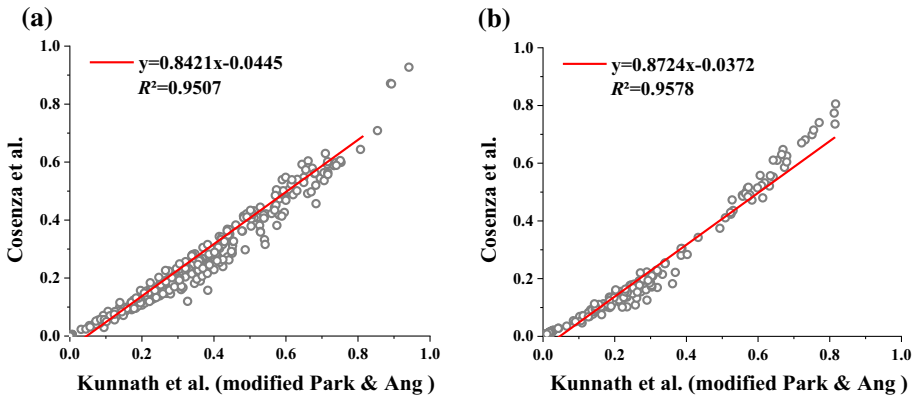 (a)
y=0.8421x-0.0445
R²=0.9507
1.0
0.8
0.6
0.4
0.2
0.0
Cosenza et al.
0.0 0.2 0.4 0.6 0.8 1.0
Kunnath et al. (modified Park & Ang )
(b)
y=0.8724x-0.0372
R²=0.9578
1.0
0.8
0.6
0.4
0.2
0.0
Cosenza et al.
0.0 0.2 0.4 0.6 0.8 1.0
Kunnath et al. (modified Park & Ang )